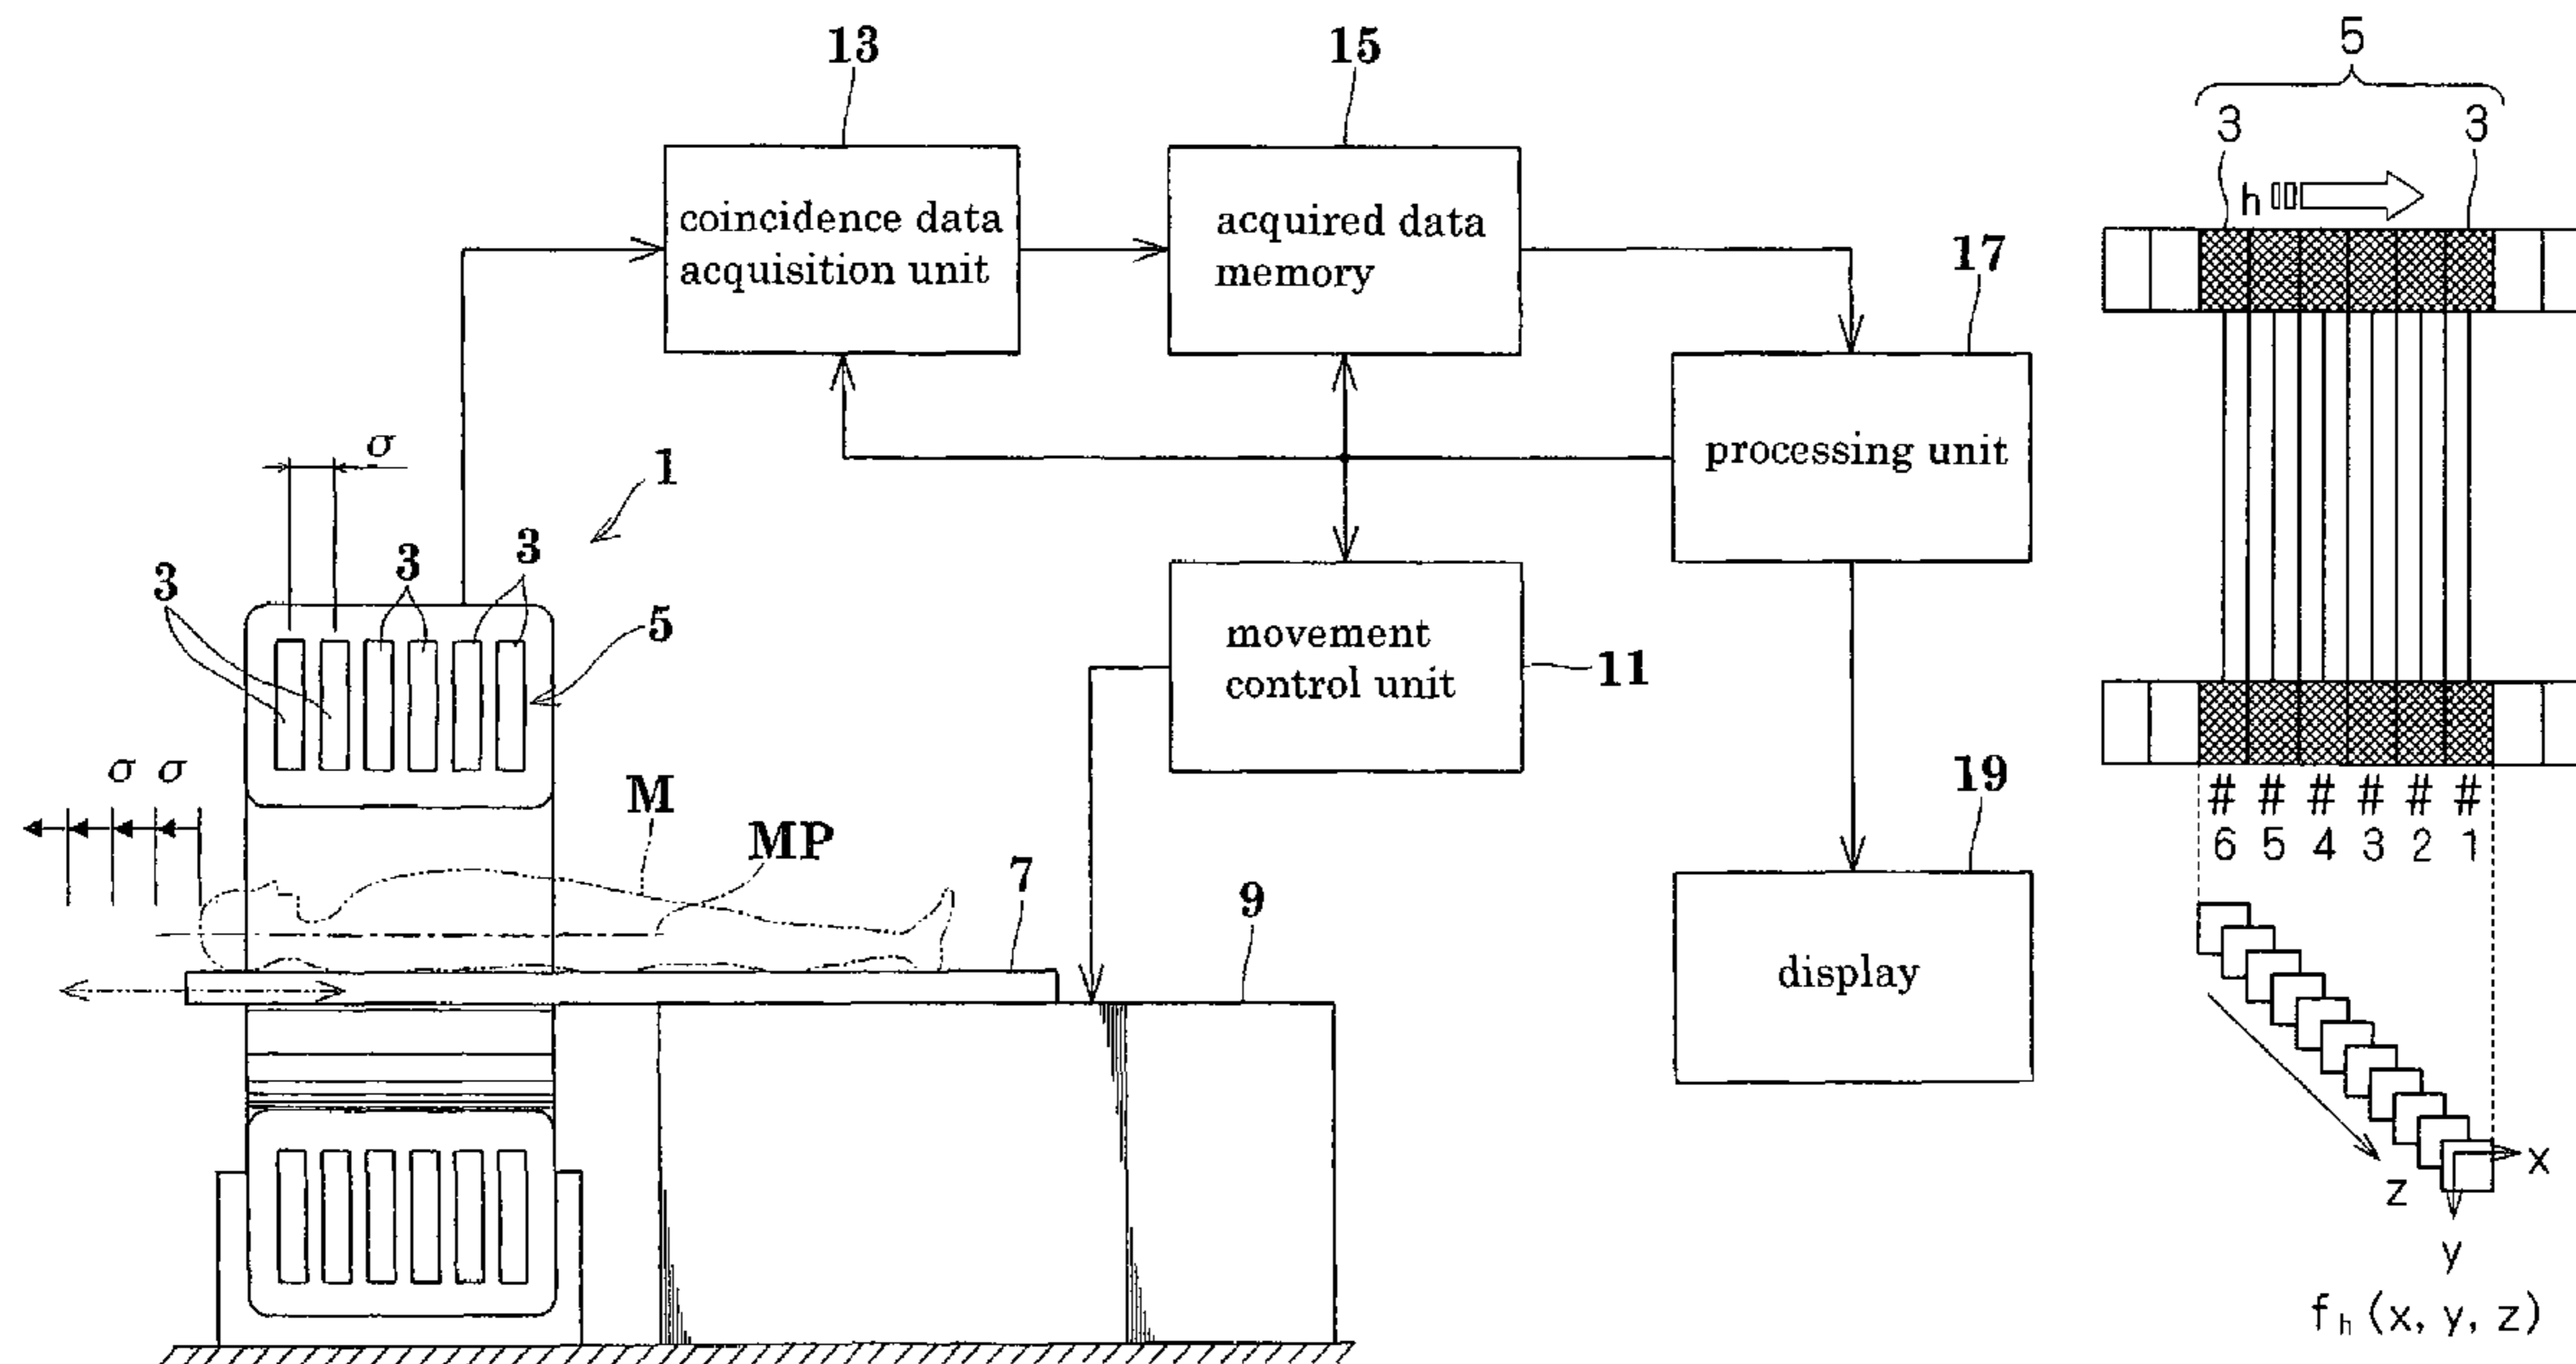 13
15
5
3
3
h
coincidence data
acquisition unit
acquired data
memory
17
processing unit
σ
1
3
3
3
5
movement
control unit
11
σ σ
M
MP
7
9
19
display
# # # # # #
6 5 4 3 2 1
x
z
y
fh (x, y, z)